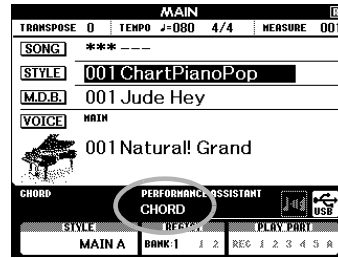 MAIN
TRANSPOSE 0 TEMPO ♩=080 4/4 MEASURE 001
SONG *** ---
STYLE 001 ChartPianoPop
M.D.B. 001 Jude Hey
VOICE MAIN
001 Natural! Grand
CHORD PERFORMANCE ASSISTANT
CHORD
USB
STYLE REGIST PLAY PART
MAIN A BANK:1 1 2 REC 1 2 3 4 5 A